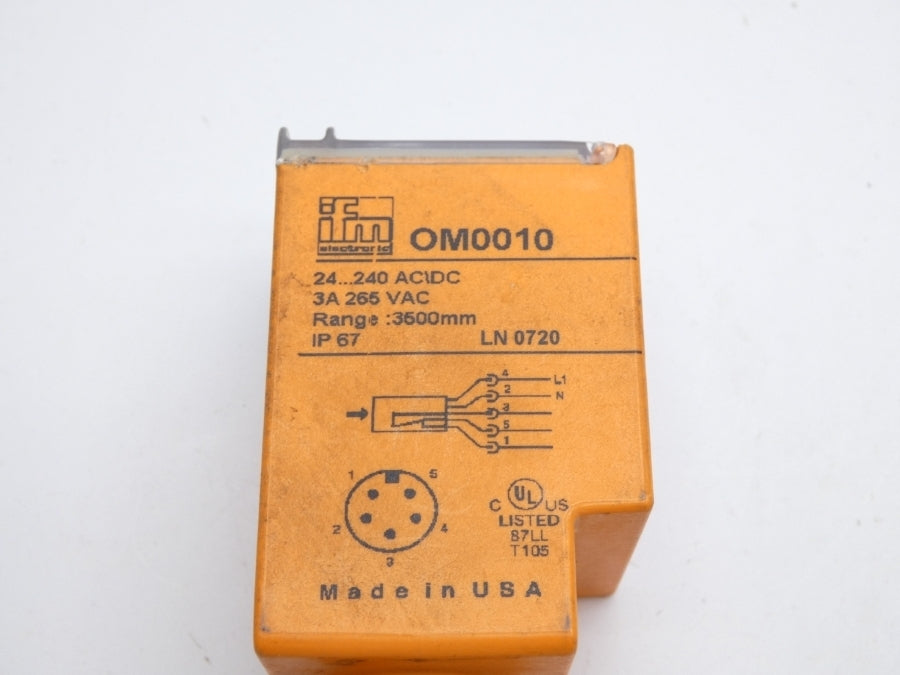 ifm
electronic
OM0010
24...240 AC\DC
3A 265 VAC
Range :3500mm
IP 67
LN 0720
4
L1
2
N
3
5
1
1
5
2
4
3
C UL US
LISTED
87LL
T105
Made in USA